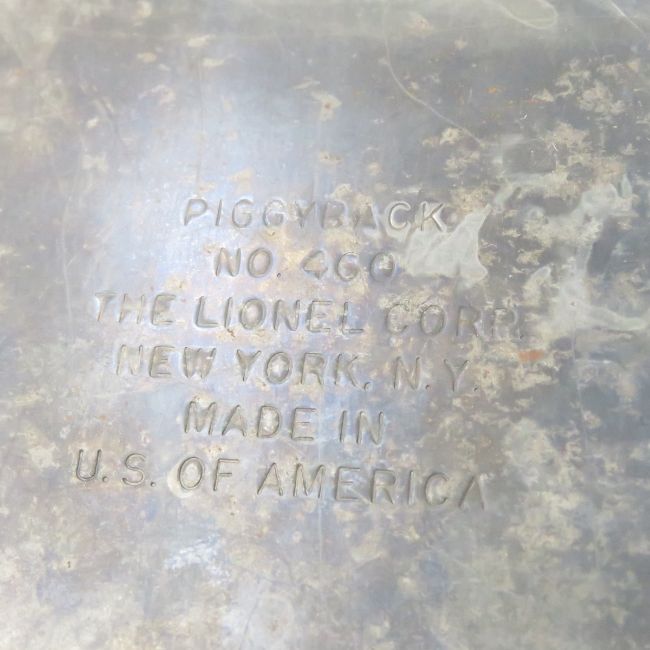 PIGGYBACK
NO. 460
THE LIONEL CORP.
NEW YORK, N.Y.
MADE IN
U.S. OF AMERICA